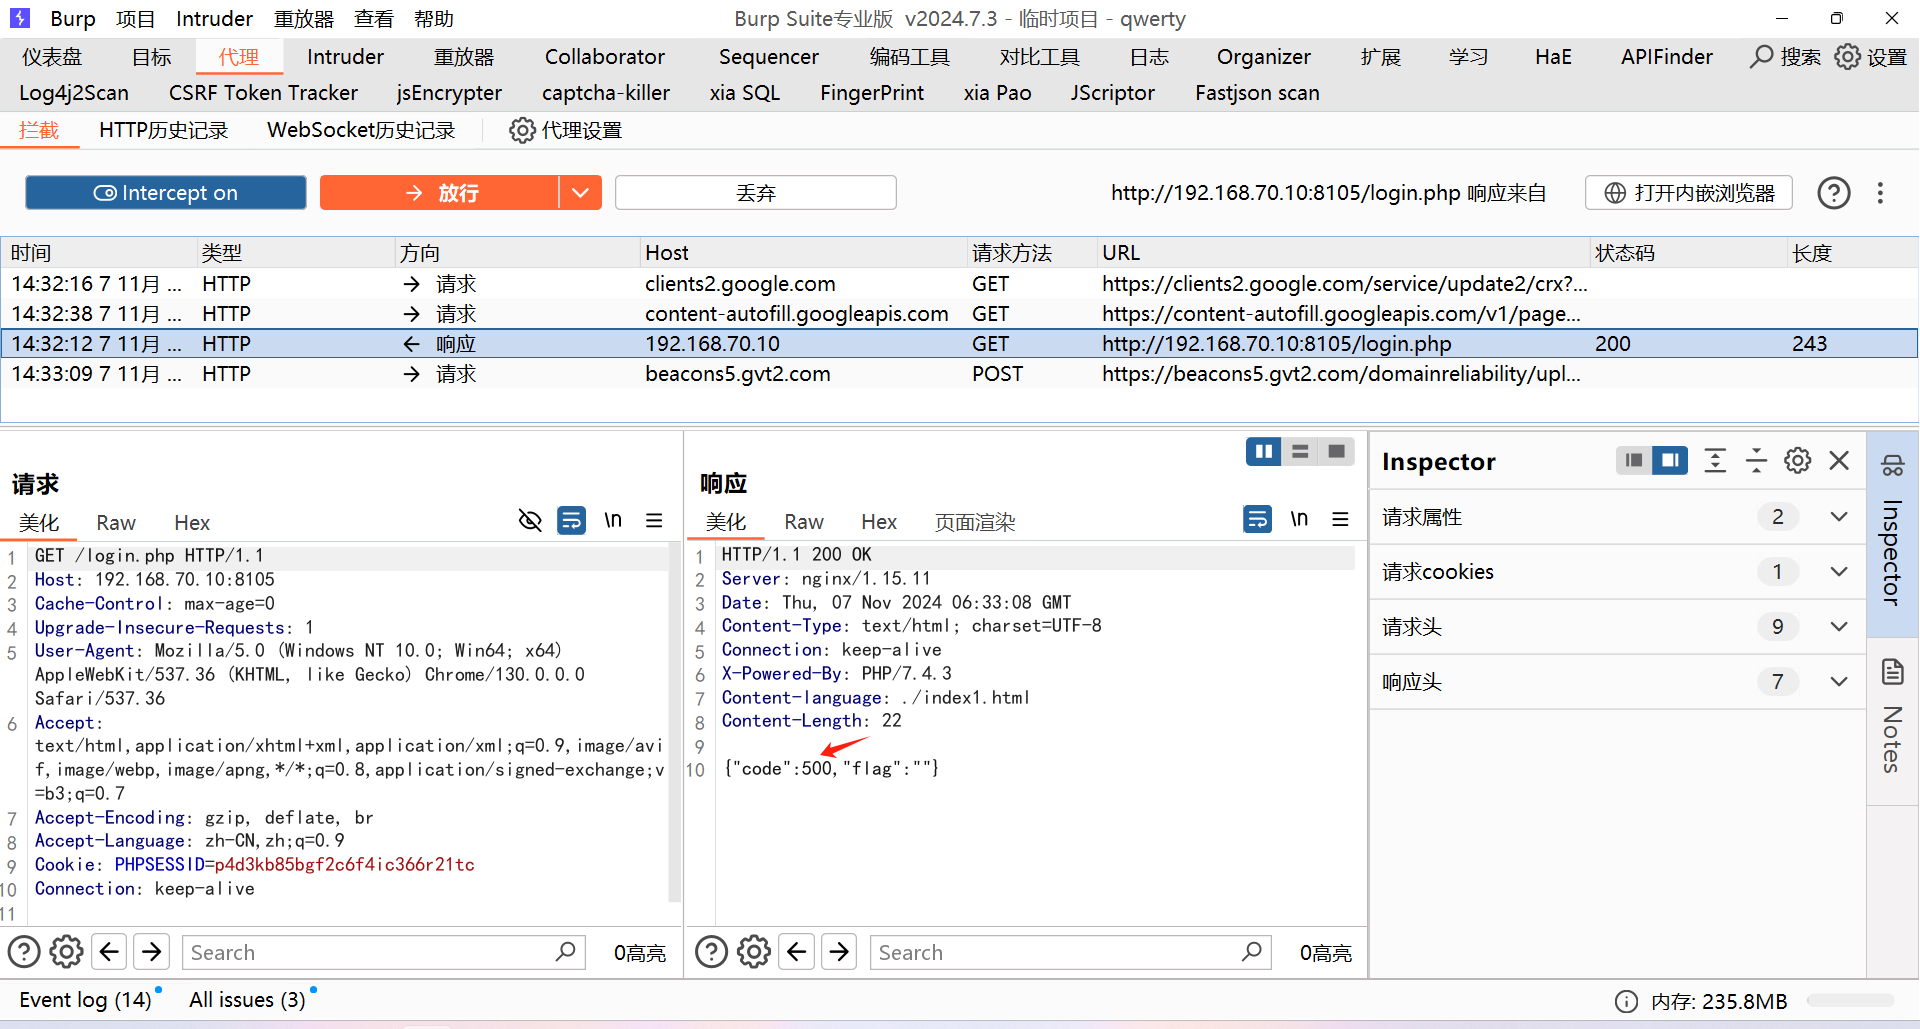 Burp 项目 Intruder 重放器 查看 帮助 Burp Suite专业版 v2024.7.3 - 临时项目 - qwerty
仪表盘 目标 代理 Intruder 重放器 Collaborator Sequencer 编码工具 对比工具 日志 Organizer 扩展 学习 HaE APIFinder 搜索 设置
Log4j2Scan CSRF Token Tracker jsEncrypter captcha-killer xia SQL FingerPrint xia Pao JScriptor Fastjson scan
拦截 HTTP历史记录 WebSocket历史记录 代理设置
Intercept on 放行 丢弃 http://192.168.70.10:8105/login.php 响应来自 打开内嵌浏览器
时间 类型 方向 Host 请求方法 URL 状态码 长度
14:32:16 7 11月 ... HTTP → 请求 clients2.google.com GET https://clients2.google.com/service/update2/crx?...
14:32:38 7 11月 ... HTTP → 请求 content-autofill.googleapis.com GET https://content-autofill.googleapis.com/v1/page...
14:32:12 7 11月 ... HTTP ← 响应 192.168.70.10 GET http://192.168.70.10:8105/login.php 200 243
14:33:09 7 11月 ... HTTP → 请求 beacons5.gvt2.com POST https://beacons5.gvt2.com/domainreliability/upl...
请求
美化 Raw Hex \n
1 GET /login.php HTTP/1.1
2 Host: 192.168.70.10:8105
3 Cache-Control: max-age=0
4 Upgrade-Insecure-Requests: 1
5 User-Agent: Mozilla/5.0 (Windows NT 10.0; Win64; x64)
AppleWebKit/537.36 (KHTML, like Gecko) Chrome/130.0.0.0
Safari/537.36
6 Accept:
text/html,application/xhtml+xml,application/xml;q=0.9,image/avi
f,image/webp,image/apng,*/*;q=0.8,application/signed-exchange;v
=b3;q=0.7
7 Accept-Encoding: gzip, deflate, br
8 Accept-Language: zh-CN,zh;q=0.9
9 Cookie: PHPSESSID=p4d3kb85bgf2c6f4ic366r21tc
10 Connection: keep-alive
11
Search 0高亮
响应
美化 Raw Hex 页面渲染 \n
1 HTTP/1.1 200 OK
2 Server: nginx/1.15.11
3 Date: Thu, 07 Nov 2024 06:33:08 GMT
4 Content-Type: text/html; charset=UTF-8
5 Connection: keep-alive
6 X-Powered-By: PHP/7.4.3
7 Content-language: ./index1.html
8 Content-Length: 22
9
10 {"code":500,"flag":""}
Search 0高亮
Inspector
请求属性 2
请求cookies 1
请求头 9
响应头 7
Inspector
Notes
Event log (14) All issues (3) 内存: 235.8MB